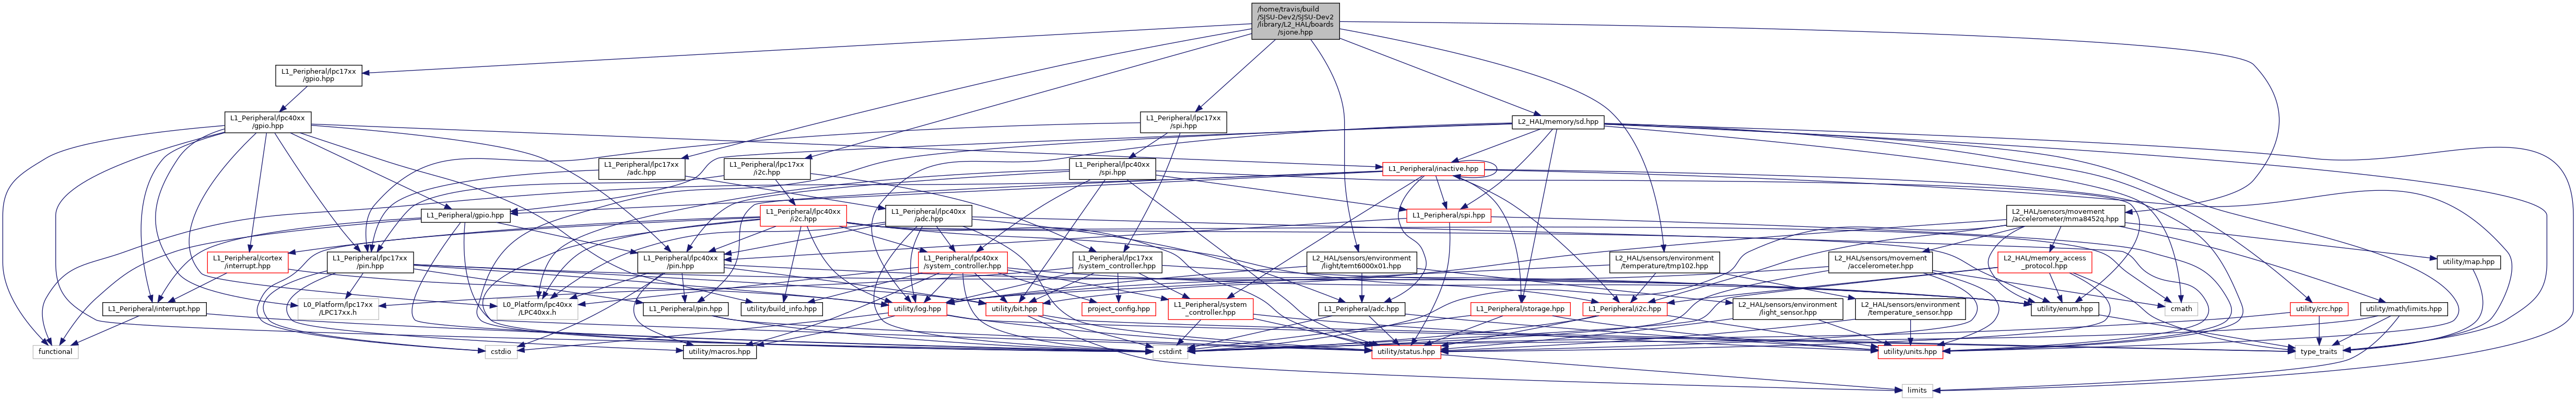 /home/travis/build
/SJSU-Dev2/SJSU-Dev2
/library/L2_HAL/boards
/sjone.hpp
L1_Peripheral/lpc17xx
/gpio.hpp
L1_Peripheral/lpc40xx
/gpio.hpp
L1_Peripheral/lpc17xx
/spi.hpp
L2_HAL/memory/sd.hpp
L1_Peripheral/lpc17xx
/adc.hpp
L1_Peripheral/lpc17xx
/i2c.hpp
L1_Peripheral/lpc40xx
/spi.hpp
L1_Peripheral/inactive.hpp
L1_Peripheral/gpio.hpp
L1_Peripheral/lpc40xx
/i2c.hpp
L1_Peripheral/lpc40xx
/adc.hpp
L1_Peripheral/spi.hpp
L2_HAL/sensors/movement
/accelerometer/mma8452q.hpp
L1_Peripheral/cortex
/interrupt.hpp
L1_Peripheral/lpc17xx
/pin.hpp
L1_Peripheral/lpc40xx
/pin.hpp
L1_Peripheral/lpc40xx
/system_controller.hpp
L1_Peripheral/lpc17xx
/system_controller.hpp
L2_HAL/sensors/environment
/light/temt6000x01.hpp
L2_HAL/sensors/environment
/temperature/tmp102.hpp
L2_HAL/sensors/movement
/accelerometer.hpp
L2_HAL/memory_access
_protocol.hpp
utility/map.hpp
L1_Peripheral/interrupt.hpp
L0_Platform/lpc17xx
/LPC17xx.h
L0_Platform/lpc40xx
/LPC40xx.h
L1_Peripheral/pin.hpp
utility/build_info.hpp
utility/log.hpp
utility/bit.hpp
project_config.hpp
L1_Peripheral/system
_controller.hpp
L1_Peripheral/adc.hpp
L1_Peripheral/storage.hpp
L1_Peripheral/i2c.hpp
L2_HAL/sensors/environment
/light_sensor.hpp
L2_HAL/sensors/environment
/temperature_sensor.hpp
utility/enum.hpp
cmath
utility/crc.hpp
utility/math/limits.hpp
functional
cstdio
utility/macros.hpp
cstdint
utility/status.hpp
utility/units.hpp
type_traits
limits